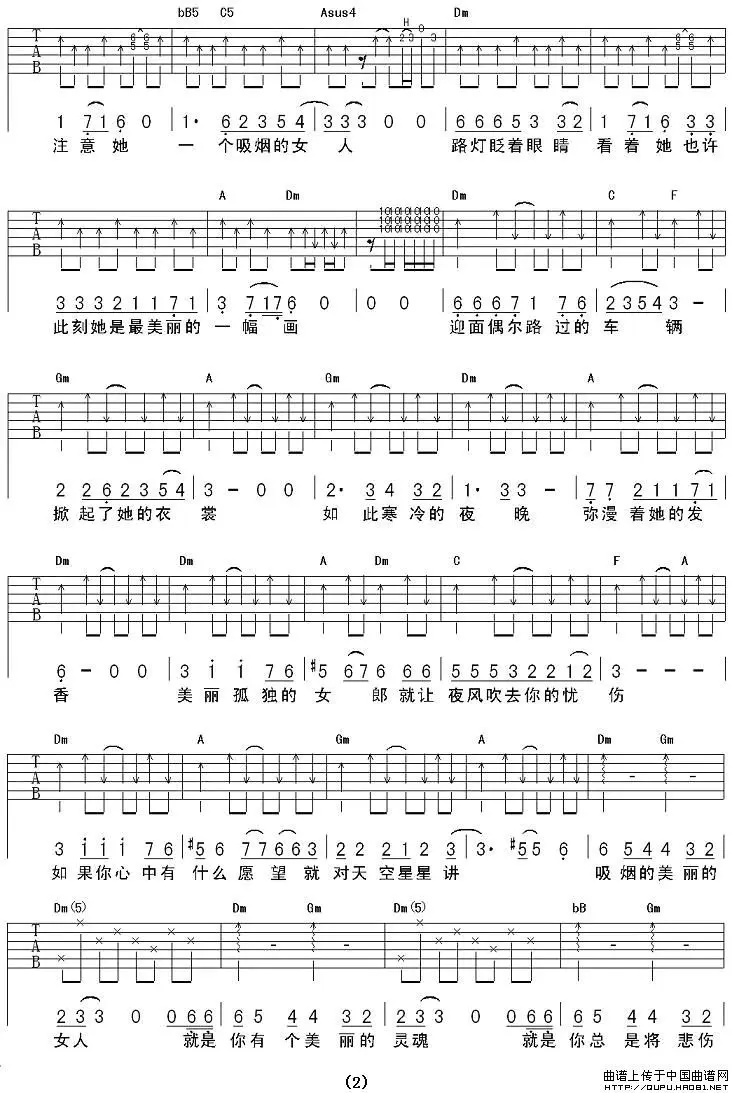 bB5 C5 Asus4 H Dm
1 7 1 6 0 1· 6 2 3 5 4 3 3 3 0 0 6 6 6 5 3 3 2 1 7 1 6 3 3
注意她 一个吸烟的女人 路灯眨着眼睛 看着她也许
A Dm Dm C F
3 3 3 2 1 1 7 1 3 7 1 7 6 0 0 0 0 6 6 6 7 1 7 6 2 3 5 4 3 –
此刻她是最美丽的一幅画 迎面偶尔路过的车辆
Gm A Gm Dm A
2 2 6 2 3 5 4 3 – 0 0 2· 3 4 3 2 1· 3 3 – 7 7 2 1 1 7 1
掀起了她的衣裳 如此寒冷的夜晚 弥漫着她的发
Dm Dm A Dm C F A
6 – 0 0 3 1 1 7 6 #5 6 7 6 6 6 5 5 5 3 2 2 1 2 3 – – –
香 美丽孤独的女郎就让夜风吹去你的忧伤
Dm A Gm A Dm Gm
3 1 1 1 7 6 #5 6 7 7 6 6 3 2 2 2 1 2 3 3· #5 5 6 6 5 4 4 3 2
如果你心中有什么愿望就对天空星星讲 吸烟的美丽的
Dm(5) Dm Gm Dm(5) bB Gm
2 3 3 0 0 0 6 6 6 5 4 4 3 2 2 3 3 0 0 0 6 6 6 5 4 4 3 2
女人 就是你有个美丽的灵魂 就是你总是将悲伤
曲谱上传于中国曲谱网
(2)
http://QUPU.HAO81.NET